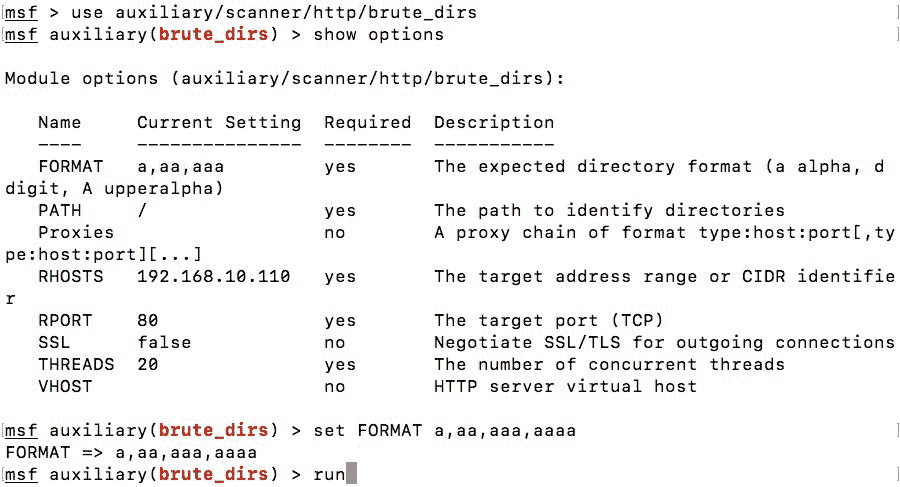 msf > use auxiliary/scanner/http/brute_dirs
msf auxiliary(brute_dirs) > show options
Module options (auxiliary/scanner/http/brute_dirs):
Name     Current Setting  Required  Description
----     ---------------  --------  -----------
FORMAT   a,aa,aaa         yes       The expected directory format (a alpha, d
digit, A upperalpha)
PATH     /                yes       The path to identify directories
Proxies                   no        A proxy chain of format type:host:port[,ty
pe:host:port][...]
RHOSTS   192.168.10.110   yes       The target address range or CIDR identifie
r
RPORT    80               yes       The target port (TCP)
SSL      false            no        Negotiate SSL/TLS for outgoing connections
THREADS  20               yes       The number of concurrent threads
VHOST                     no        HTTP server virtual host
msf auxiliary(brute_dirs) > set FORMAT a,aa,aaa,aaaa
FORMAT => a,aa,aaa,aaaa
msf auxiliary(brute_dirs) > run